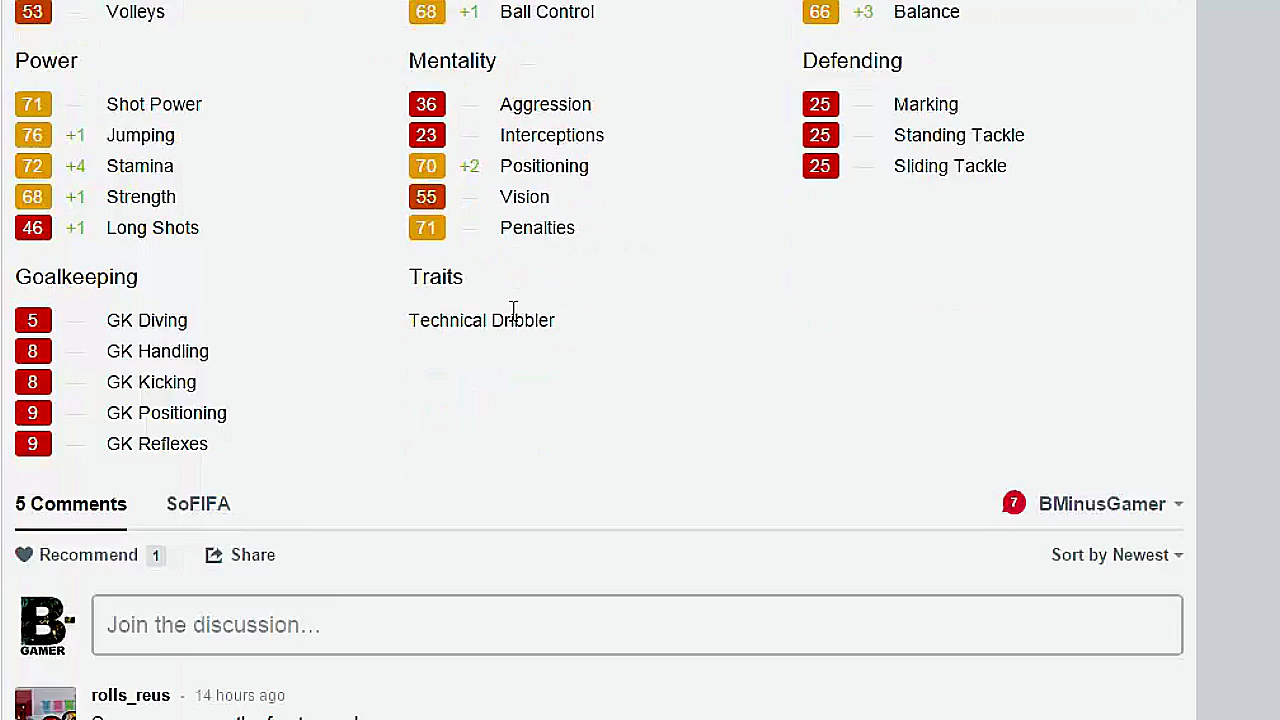 53 Volleys 68 +1 Ball Control 66 +3 Balance
Power Mentality Defending
71 — Shot Power 36 — Aggression 25 — Marking
76 +1 Jumping 23 — Interceptions 25 — Standing Tackle
72 +4 Stamina 70 +2 Positioning 25 — Sliding Tackle
68 +1 Strength 55 — Vision
46 +1 Long Shots 71 — Penalties
Goalkeeping Traits
5 — GK Diving Technical Dribbler
8 — GK Handling
8 — GK Kicking
9 — GK Positioning
9 — GK Reflexes
5 Comments SoFIFA 7 BMinusGamer
Recommend 1 Share Sort by Newest
B-
GAMER
Join the discussion...
rolls_reus - 14 hours ago